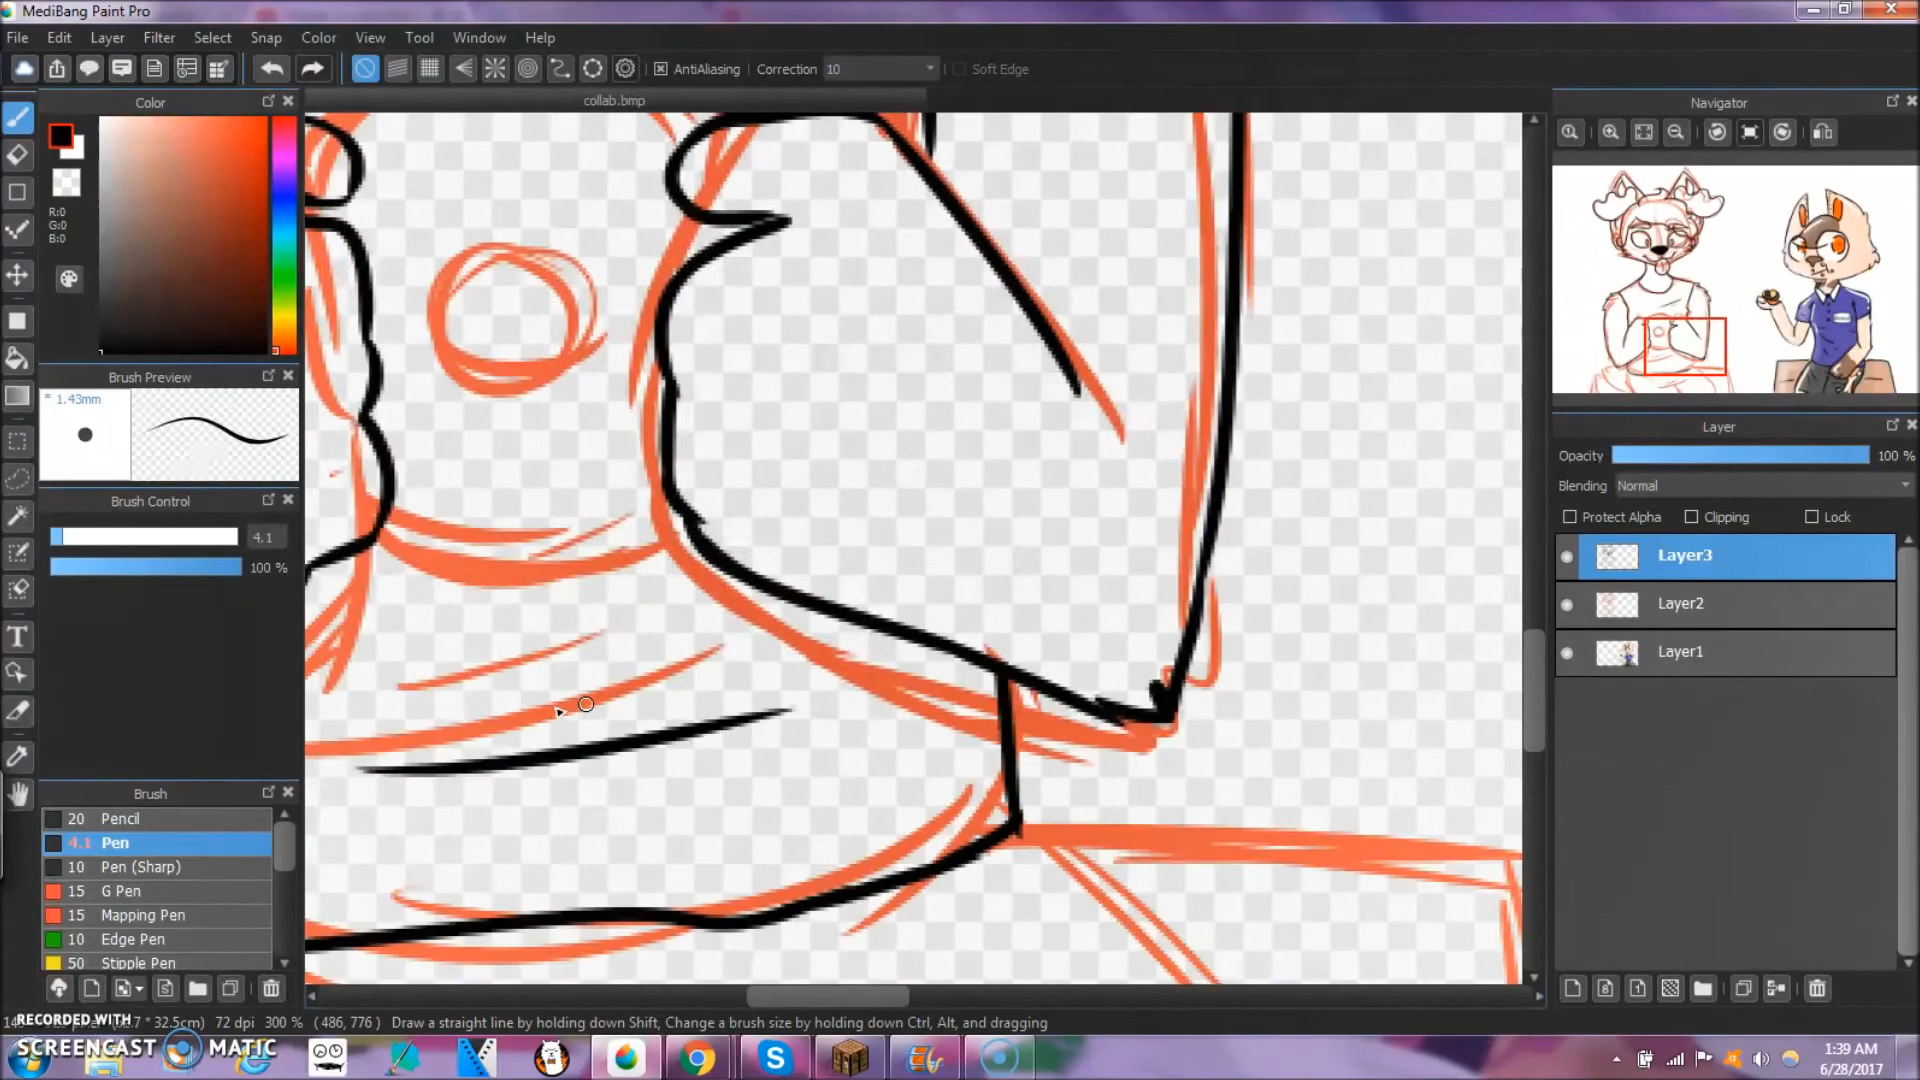 MediBang Paint Pro
File Edit Layer Filter Select Snap Color View Tool Window Help
AntiAliasing Correction 10 Soft Edge
Color collab.bmp Navigator
R:0
G:0
B:0
Brush Preview
* 1.43mm
Layer
Opacity 100 %
Blending Normal
Brush Control
Protect Alpha Clipping Lock
4.1
100 %
Layer3
Layer2
Layer1
Brush
20 Pencil
4.1 Pen
10 Pen (Sharp)
15 G Pen
15 Mapping Pen
10 Edge Pen
50 Stipple Pen
32.5cm) 72 dpi 300 % ( 486, 776 ) Draw a straight line by holding down Shift, Change a brush size by holding down Ctrl, Alt, and dragging
RECORDED WITH
SCREENCAST MATIC
1:39 AM
6/28/2017